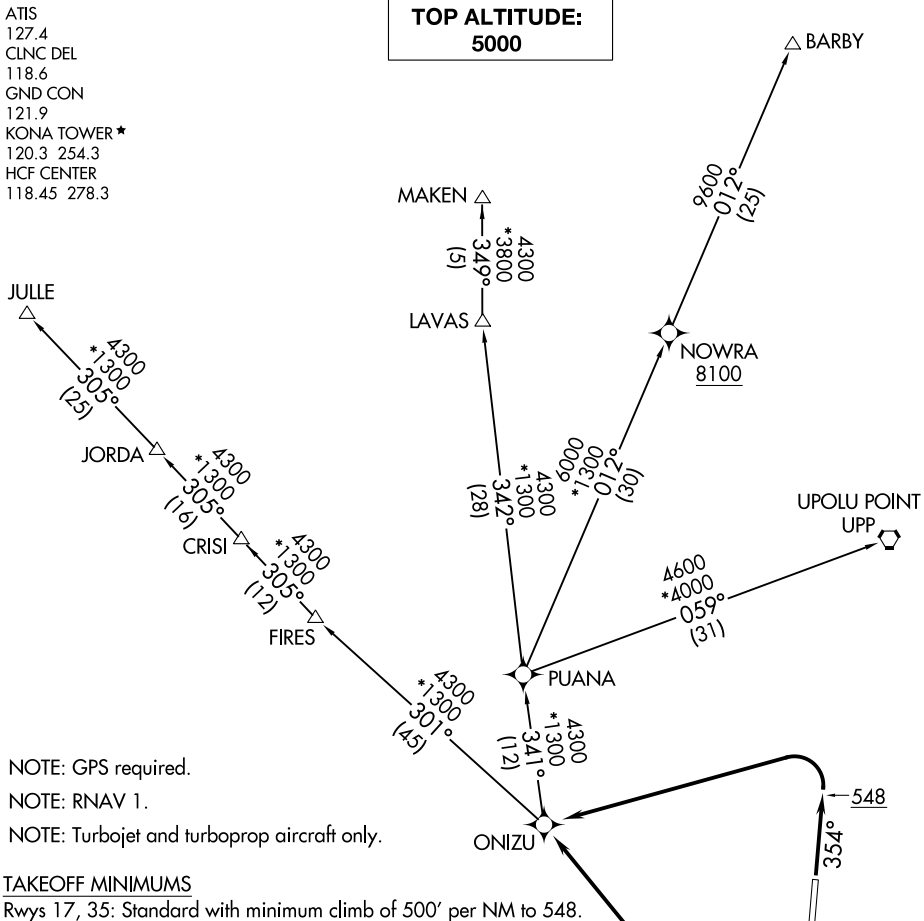 ATIS
127.4
CLNC DEL
118.6
GND CON
121.9
KONA TOWER★
120.3 254.3
HCF CENTER
118.45 278.3
TOP ALTITUDE:
5000
BARBY
9600
012°
(25)
MAKEN
4300
*3800
349°
(5)
LAVAS
JULLE
4300
*1300
305°
(25)
NOWRA
8100
JORDA
4300
*1300
305°
(16)
4300
*1300
342°
(28)
6000
*1300
012°
(30)
UPOLU POINT
UPP
CRISI
4300
*1300
305°
(12)
4600
*4000
059°
(31)
FIRES
PUANA
4300
*1300
301°
(45)
4300
*1300
341°
(12)
NOTE: GPS required.
NOTE: RNAV 1.
NOTE: Turbojet and turboprop aircraft only.
548
354°
ONIZU
TAKEOFF MINIMUMS
Rwys 17, 35: Standard with minimum climb of 500' per NM to 548.